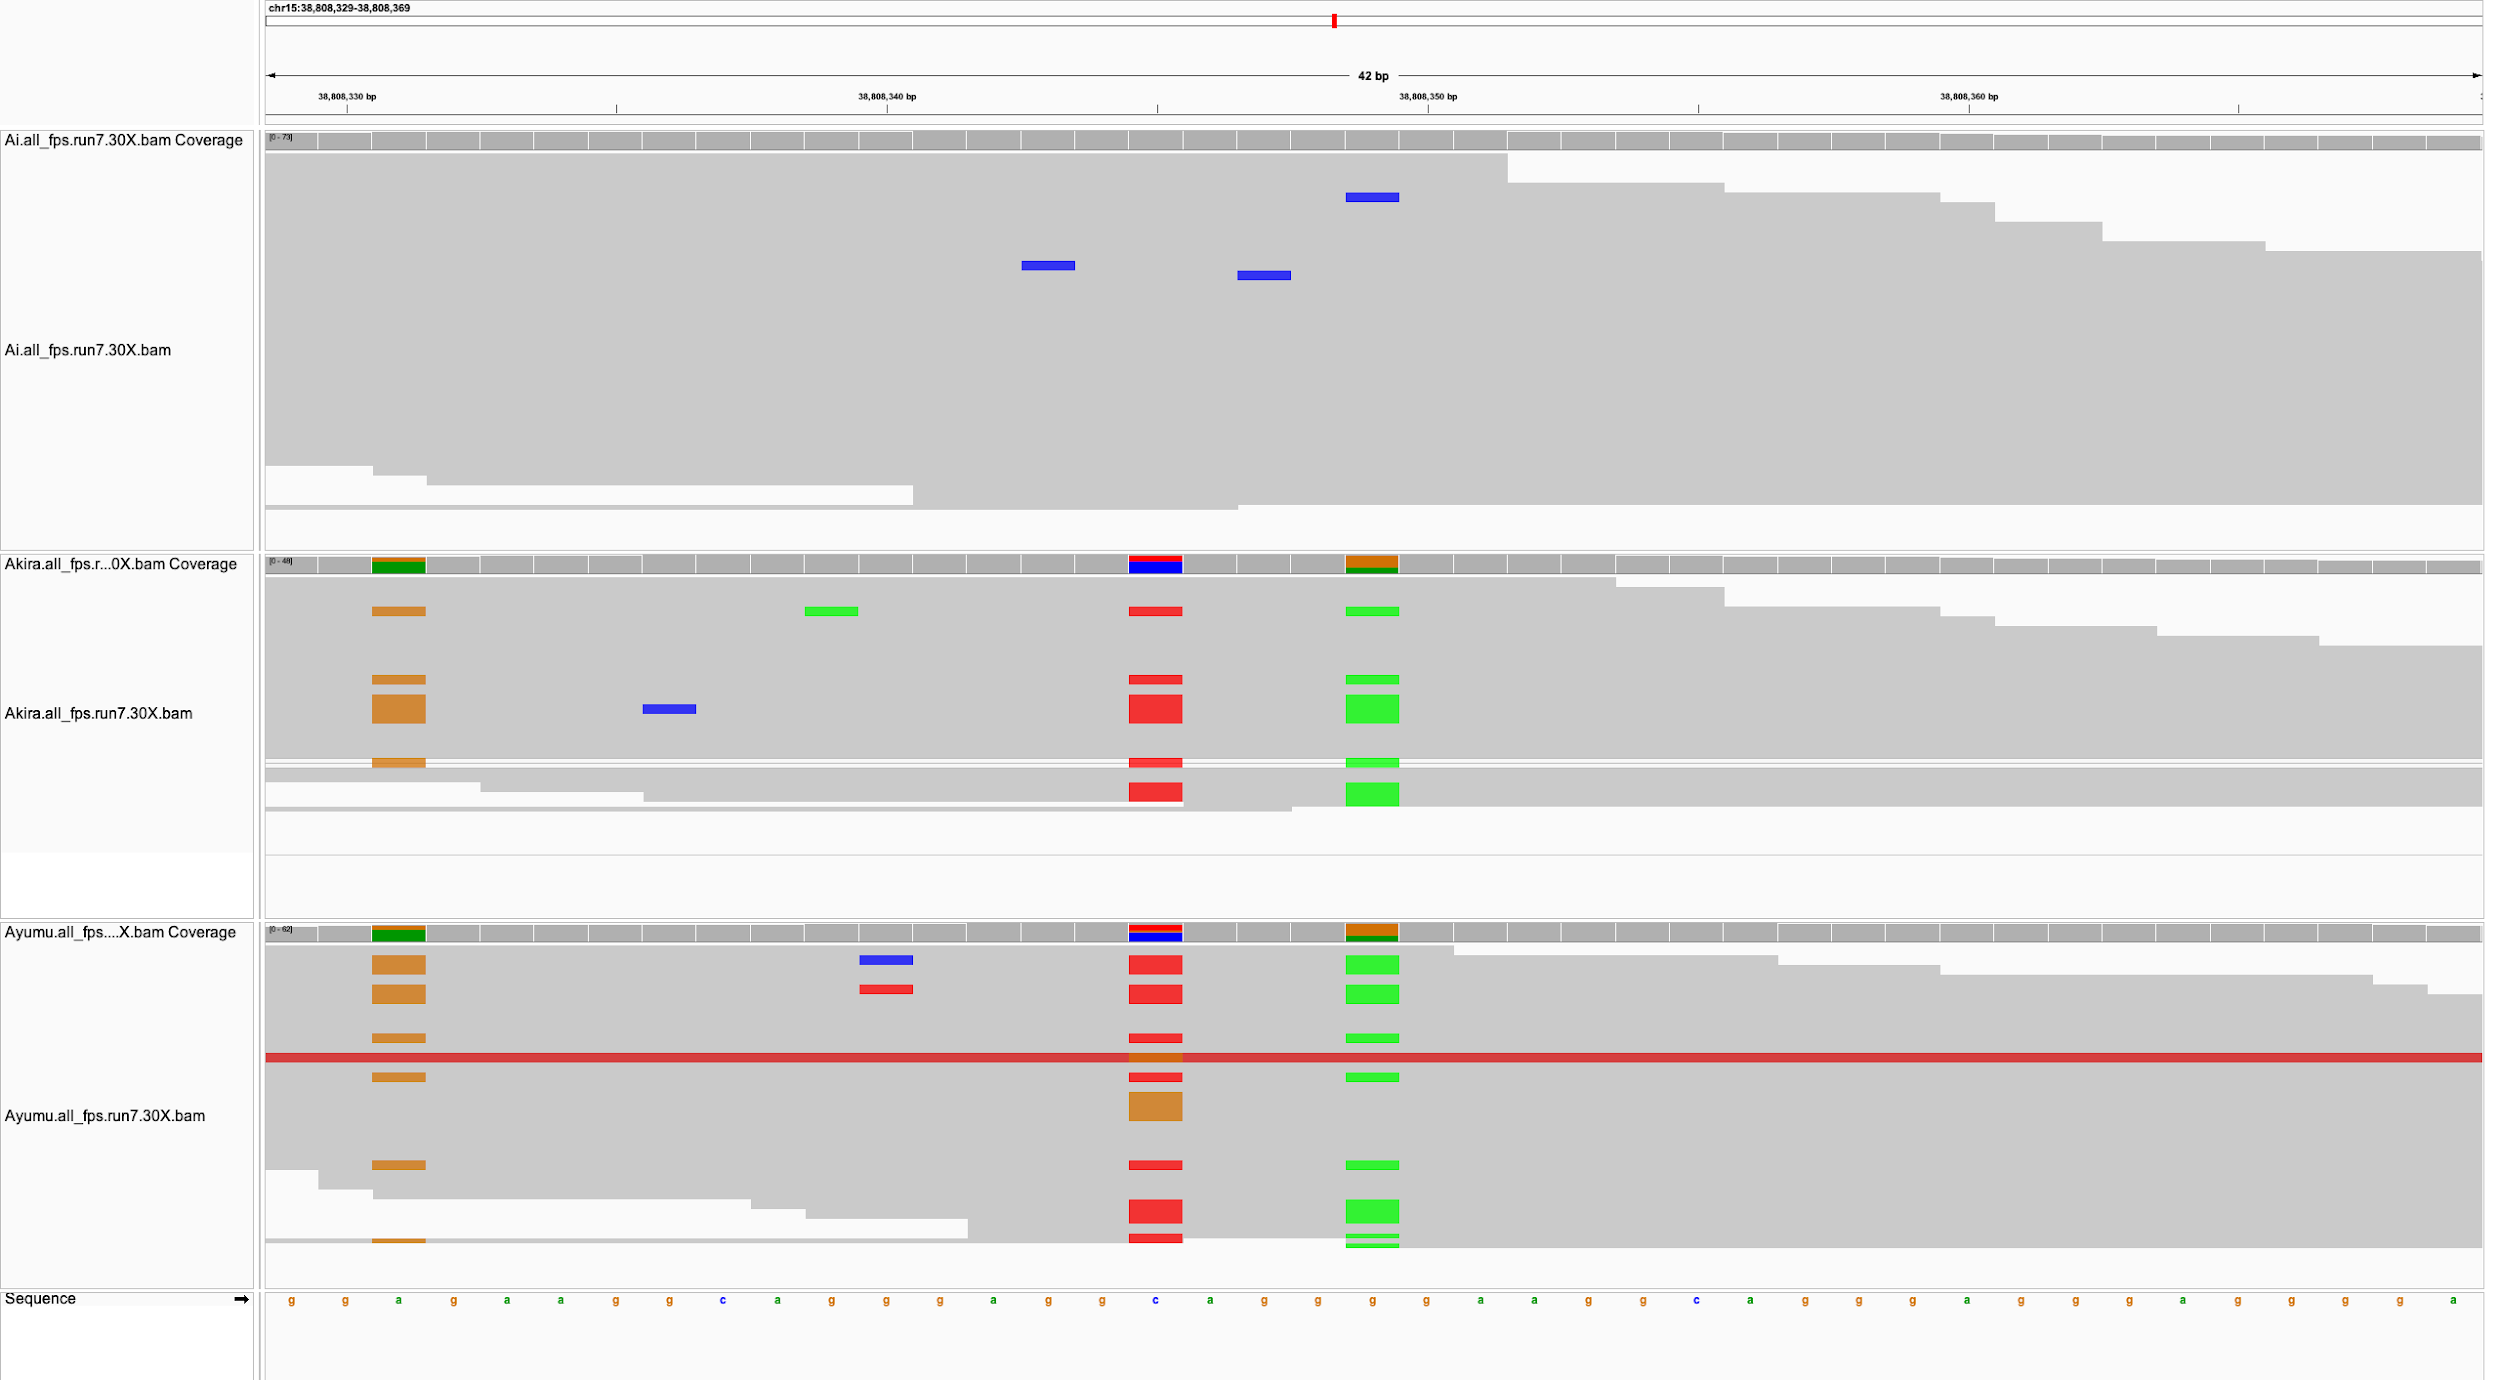 chr15:38,808,329-38,808,369
42 bp
38,808,330 bp 38,808,340 bp 38,808,350 bp 38,808,360 bp
Ai.all_fps.run7.30X.bam Coverage [0 - 73]
Ai.all_fps.run7.30X.bam
Akira.all_fps.r...0X.bam Coverage [0 - 48]
Akira.all_fps.run7.30X.bam
Ayumu.all_fps....X.bam Coverage [0 - 62]
Ayumu.all_fps.run7.30X.bam
Sequence g g a g a a g g c a g g g a g g c a g g g g a a g g c a g g g a g g g a g g g g a